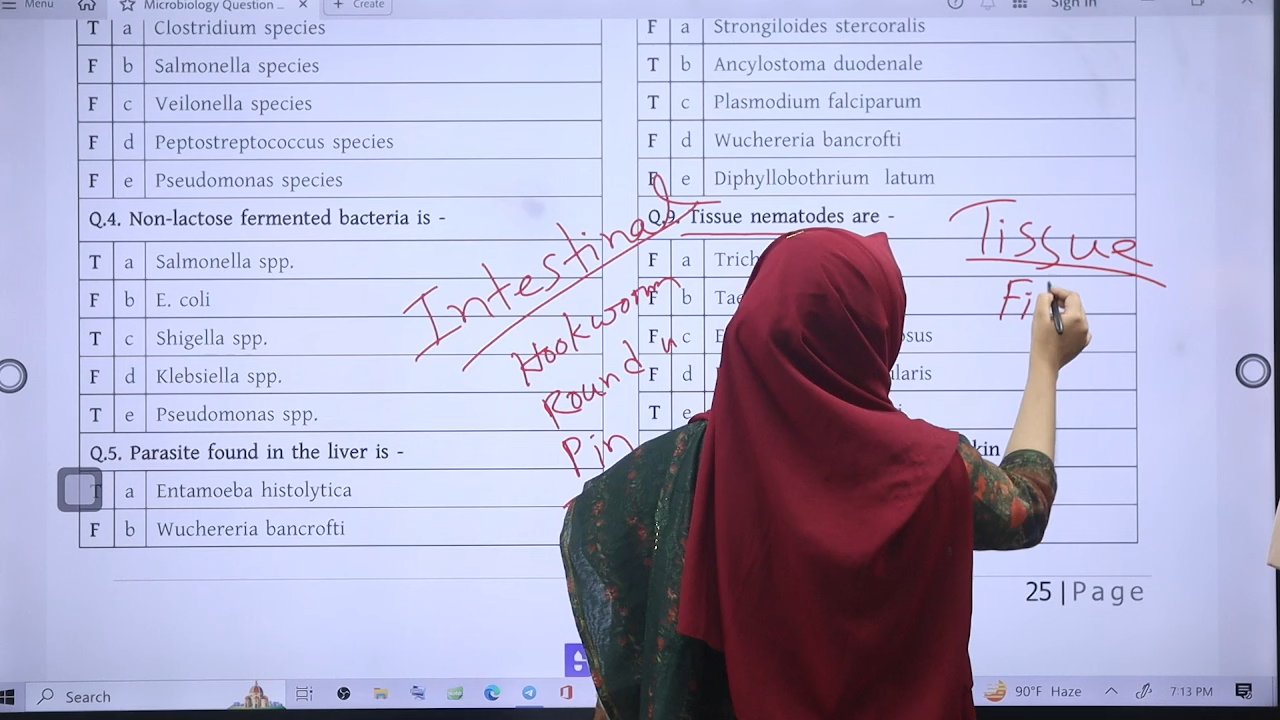 Menu
Microbiology Question ...
Create
Sign in
T a Clostridium species
F b Salmonella species
F c Veilonella species
F d Peptostreptococcus species
F e Pseudomonas species
Q.4. Non-lactose fermented bacteria is -
T a Salmonella spp.
F b E. coli
T c Shigella spp.
F d Klebsiella spp.
T e Pseudomonas spp.
Q.5. Parasite found in the liver is -
T a Entamoeba histolytica
F b Wuchereria bancrofti
F a Strongiloides stercoralis
T b Ancylostoma duodenale
T c Plasmodium falciparum
F d Wuchereria bancrofti
F e Diphyllobothrium latum
Q.9. Tissue nematodes are -
F a
F b
F c
F d
T e
Intestinal
Hookworm
Round
Pin
Tissue
25 | Page
Search
90°F Haze
7:13 PM